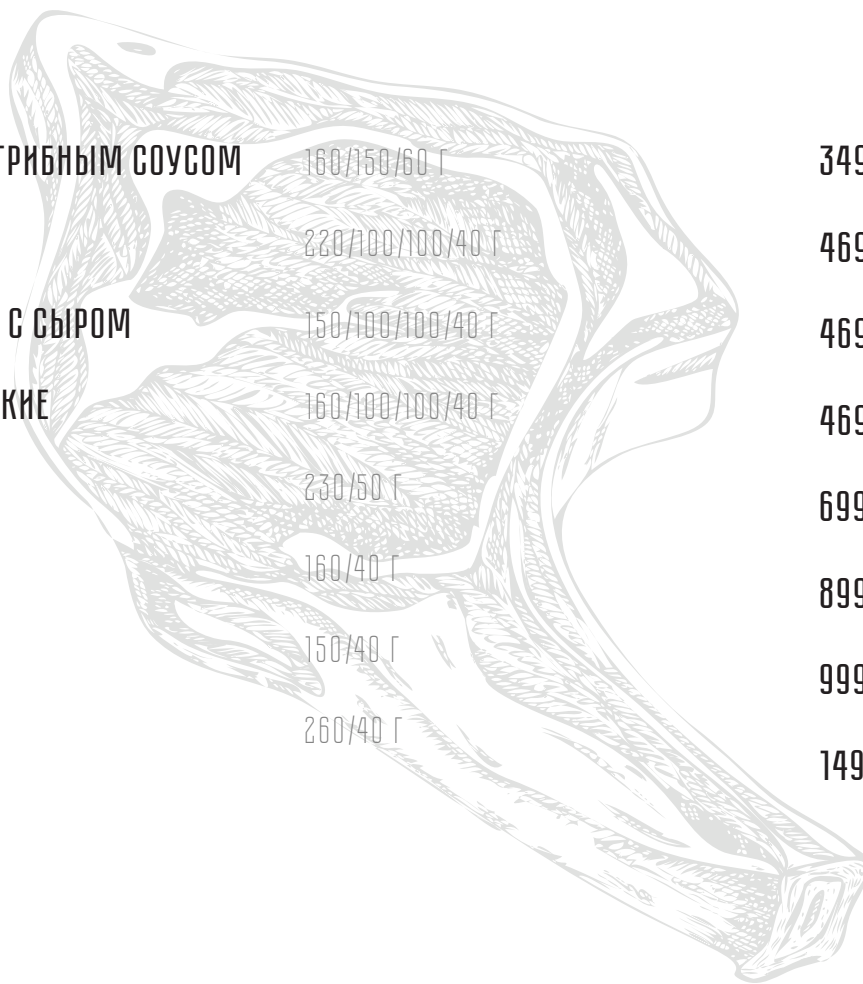 ГРИБНЫМ СОУСОМ 160/150/60 Г 349
220/100/100/40 Г 469
С СЫРОМ 150/100/100/40 Г 469
КИЕ 160/100/100/40 Г 469
230/50 Г 699
160/40 Г 899
150/40 Г 999
260/40 Г 149